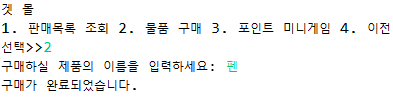 겟 몰
1. 판매목록 조회 2. 물품 구매 3. 포인트 미니게임 4. 이전
선택>>2
구매하실 제품의 이름을 입력하세요: 펜
구매가 완료되었습니다.